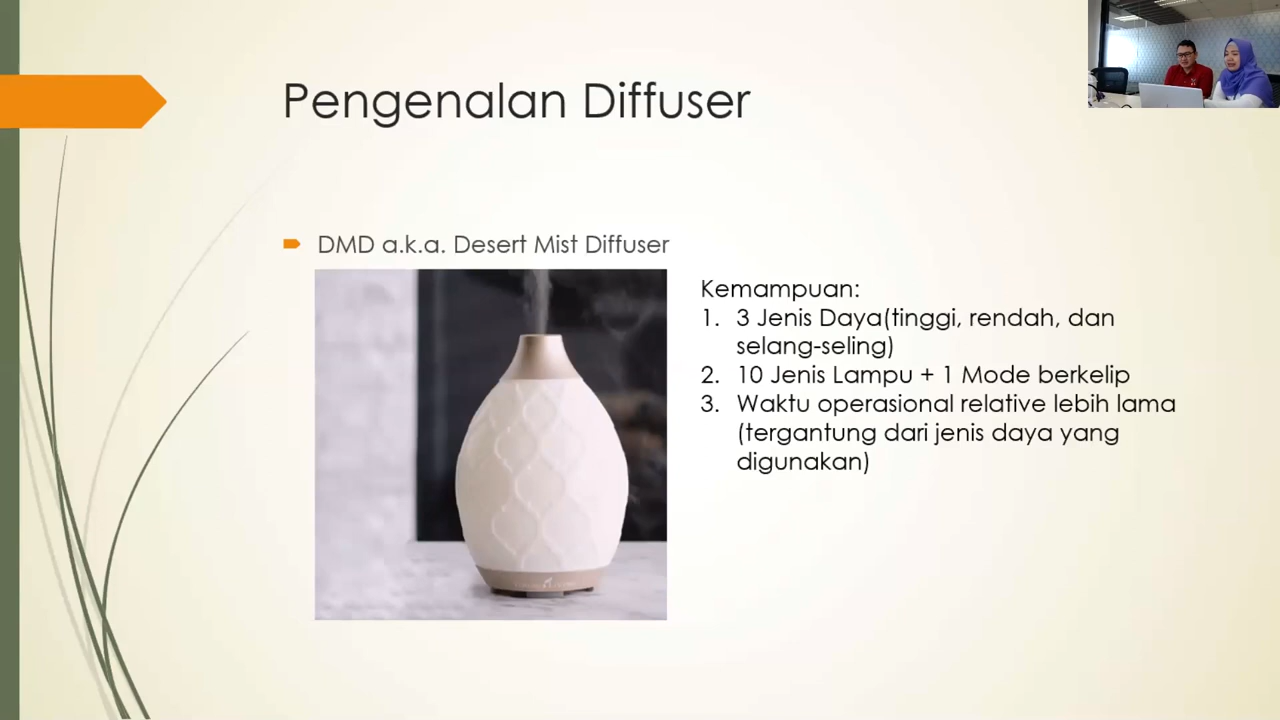 Pengenalan Diffuser
DMD a.k.a. Desert Mist Diffuser
Kemampuan:
1. 3 Jenis Daya(tinggi, rendah, dan
selang-seling)
2. 10 Jenis Lampu + 1 Mode berkelip
3. Waktu operasional relative lebih lama
(tergantung dari jenis daya yang
digunakan)